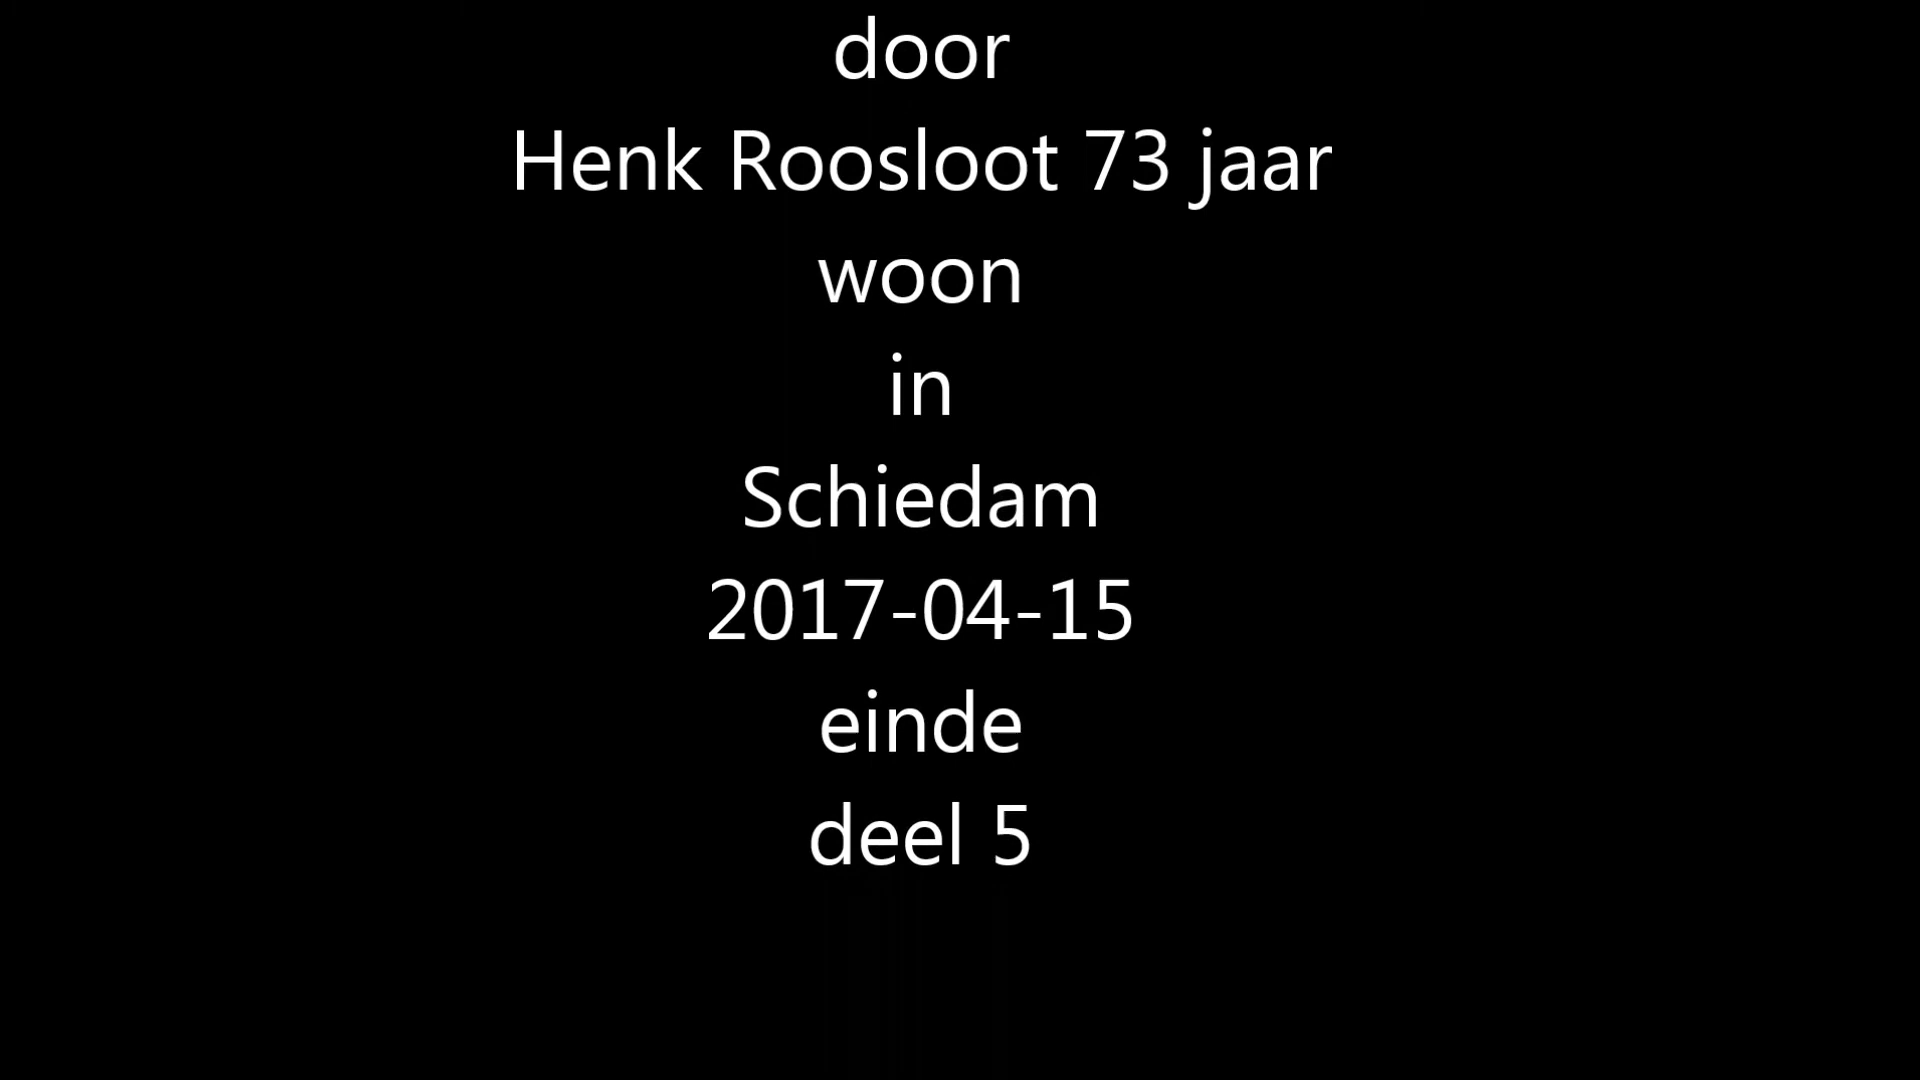 door
Henk Roosloot 73 jaar
woon
in
Schiedam
2017-04-15
einde
deel 5